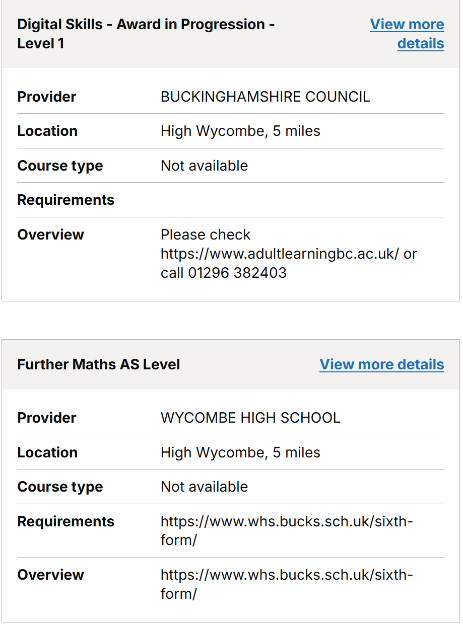 Digital Skills - Award in Progression -
Level 1
View more
details
Provider
BUCKINGHAMSHIRE COUNCIL
Location
High Wycombe, 5 miles
Course type
Not available
Requirements
Overview
Please check
https://www.adultlearningbc.ac.uk/ or
call 01296 382403
Further Maths AS Level
View more details
Provider
WYCOMBE HIGH SCHOOL
Location
High Wycombe, 5 miles
Course type
Not available
Requirements
https://www.whs.bucks.sch.uk/sixth-
form/
Overview
https://www.whs.bucks.sch.uk/sixth-
form/